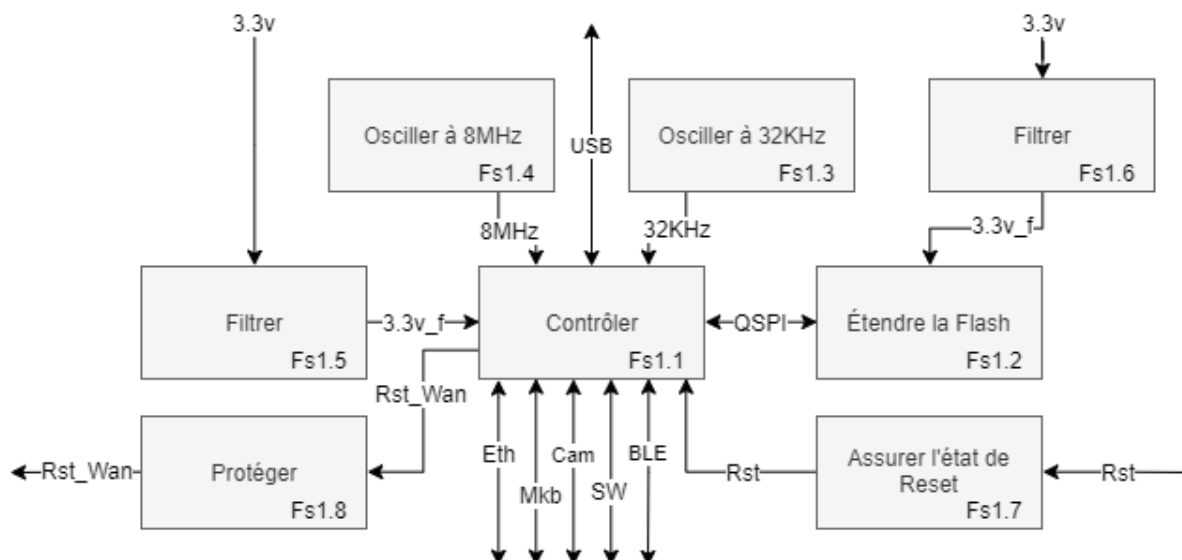 3.3v
3.3v
Osciller à 8MHz
Fs1.4
USB
Osciller à 32KHz
Fs1.3
Filtrer
Fs1.6
8MHz
32KHz
3.3v_f
Filtrer
Fs1.5
3.3v_f
Contrôler
Fs1.1
QSPI
Étendre la Flash
Fs1.2
Rst_Wan
Rst_Wan
Protéger
Fs1.8
Eth
Mkb
Cam
SW
BLE
Rst
Assurer l'état de
Reset
Fs1.7
Rst